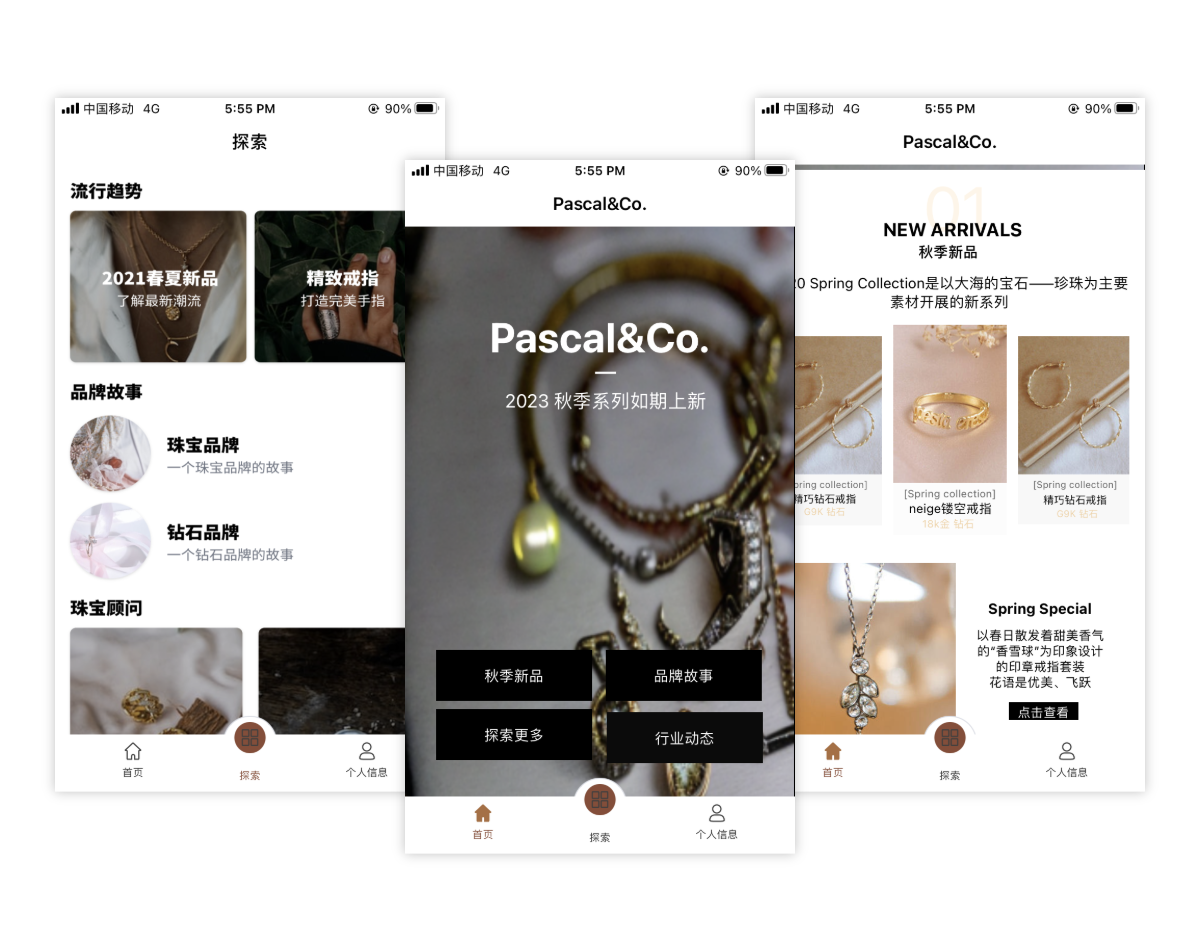 中国移动 4G 5:55 PM 90%
探索
流行趋势
2021春夏新品
了解最新潮流
精致戒指
打造完美手指
品牌故事
珠宝品牌
一个珠宝品牌的故事
钻石品牌
一个钻石品牌的故事
珠宝顾问
首页
探索
个人信息
中国移动 4G 5:55 PM 90%
Pascal&Co.
Pascal&Co.
2023 秋季系列如期上新
秋季新品
品牌故事
探索更多
行业动态
首页
探索
个人信息
中国移动 4G 5:55 PM 90%
Pascal&Co.
01
NEW ARRIVALS
秋季新品
20 Spring Collection是以大海的宝石——珍珠为主要
素材开展的新系列
[Spring collection]
精巧钻石戒指
G9K 钻石
[Spring collection]
neige镂空戒指
18k金 钻石
[Spring collection]
精巧钻石戒指
G9K 钻石
Spring Special
以春日散发着甜美香气
的“香雪球”为印象设计
的印章戒指套装
花语是优美、飞跃
点击查看
首页
探索
个人信息